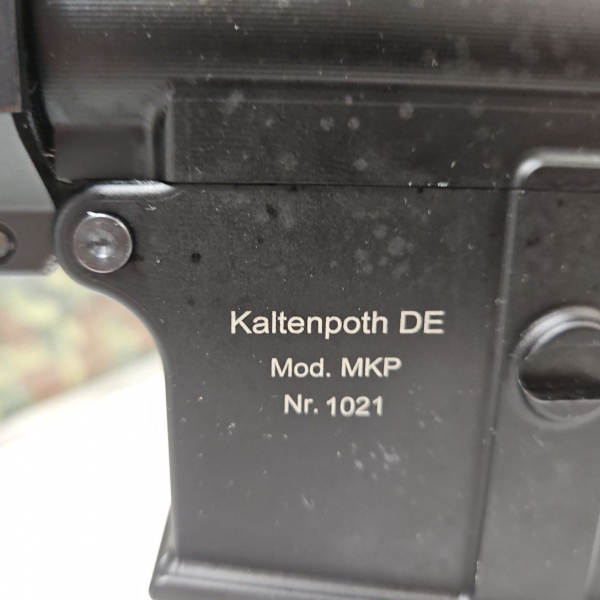 Kaltenpoth DE
Mod. MKP
Nr. 1021